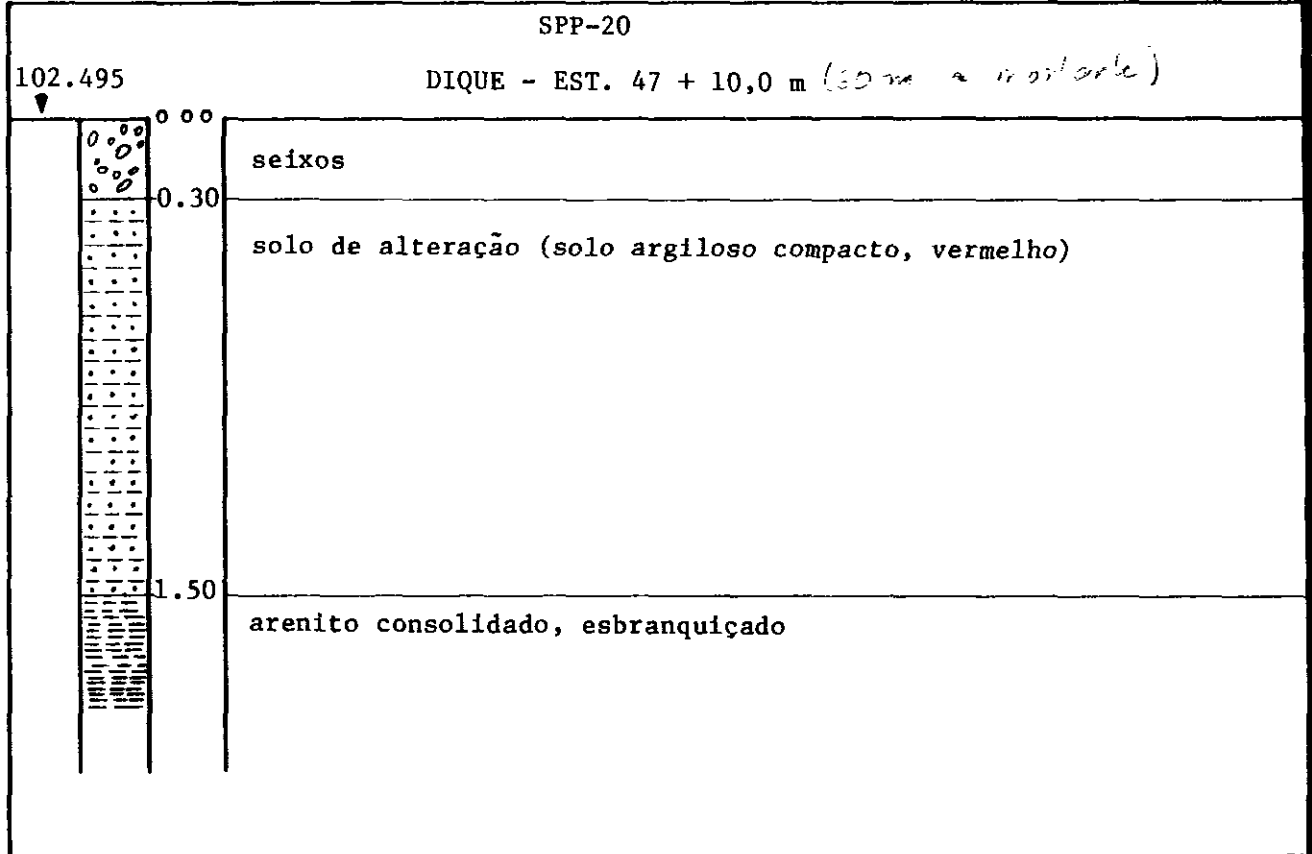 SPP-20
102.495
DIQUE - EST. 47 + 10,0 m
0 00
seixos
0.30
solo de alteração (solo argiloso compacto, vermelho)
1.50
arenito consolidado, esbranquiçado